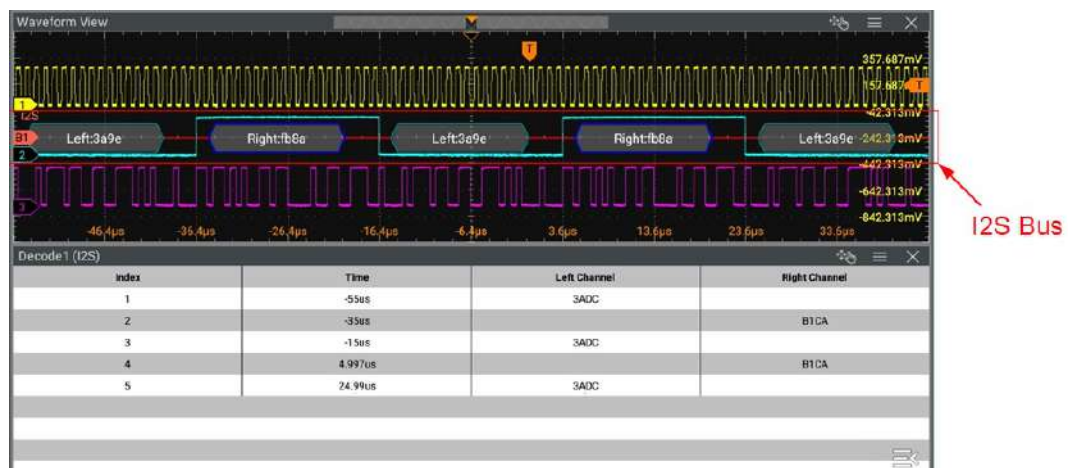 Waveform View
T
357.687mV
157.687 T
1
-42.313mV
I2S
B1 Left:3a9e Right:fb8a Left:3a9e Right:fb8a Left:3a9e -242.313mV
2
-442.313mV
-642.313mV
3
-842.313mV
-46.4µs -36.4µs -26.4µs -16.4µs -6.4µs 3.6µs 13.6µs 23.6µs 33.6µs
I2S Bus
Decode1 (I2S)
Index Time Left Channel Right Channel
1 -55us 3ADC
2 -35us B1CA
3 -15us 3ADC
4 4.997us B1CA
5 24.99us 3ADC